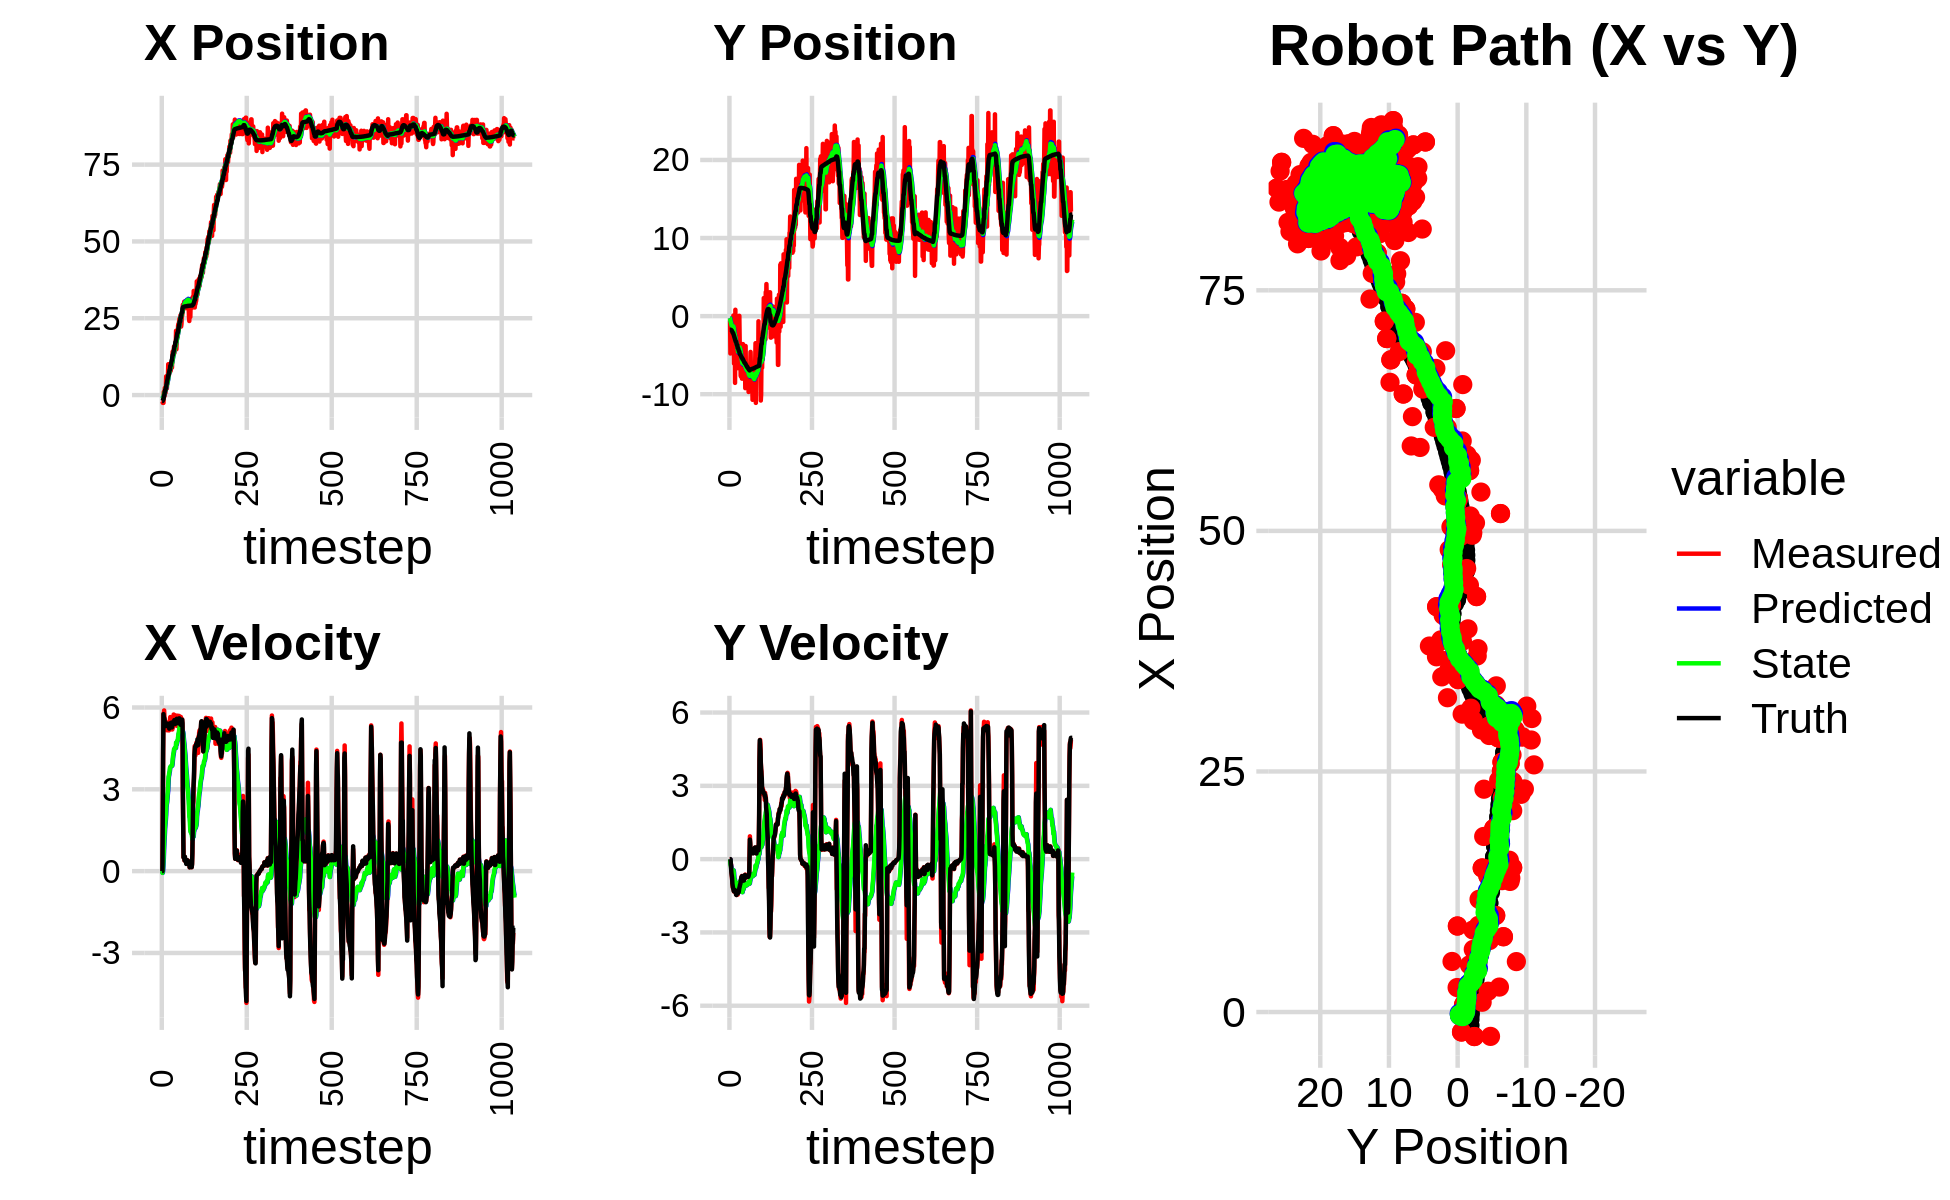 X Position
75
50
25
0
0
250
500
750
1000
timestep
Y Position
20
10
0
-10
0
250
500
750
1000
timestep
X Velocity
6
3
0
-3
0
250
500
750
1000
timestep
Y Velocity
6
3
0
-3
-6
0
250
500
750
1000
timestep
Robot Path (X vs Y)
X Position
75
50
25
0
20 10 0 -10 -20
Y Position
variable
Measured
Predicted
State
Truth